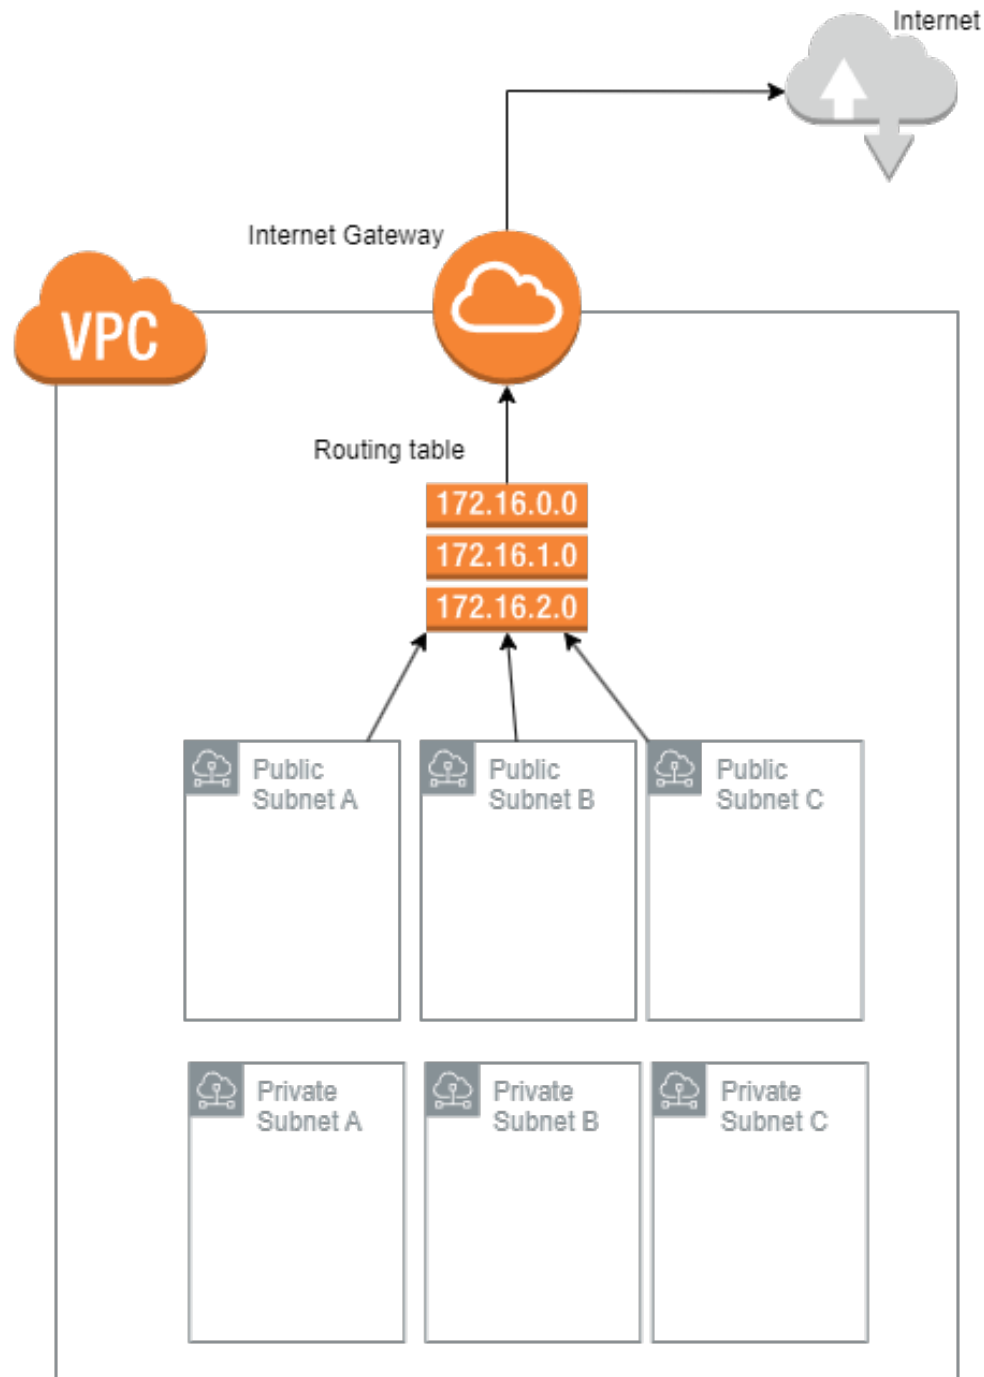 Internet
Internet Gateway
VPC
Routing table
172.16.0.0
172.16.1.0
172.16.2.0
Public
Subnet A
Public
Subnet B
Public
Subnet C
Private
Subnet A
Private
Subnet B
Private
Subnet C